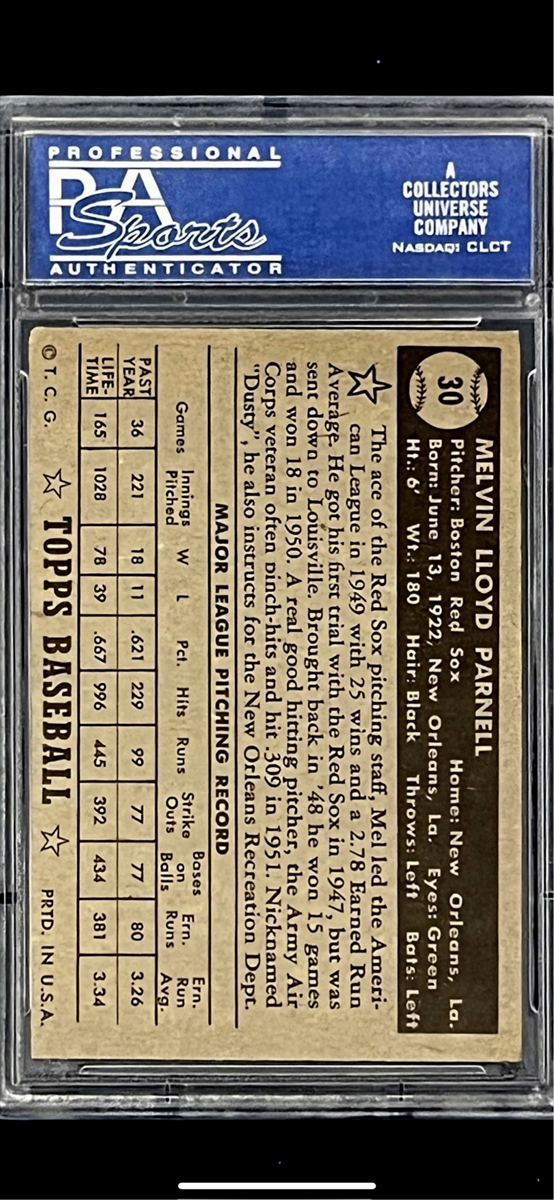 PROFESSIONAL
PSA
Sports
AUTHENTICATOR
A
COLLECTORS
UNIVERSE
COMPANY
NASDAQ: CLCT
30
MELVIN LLOYD PARNELL
Pitcher: Boston Red Sox Home: New Orleans, La.
Born: June 13, 1922, New Orleans, La. Eyes: Green
Ht.: 6' Wt.: 180 Hair: Black Throws: Left Bats: Left
The ace of the Red Sox pitching staff, Mel led the Ameri-
can League in 1949 with 25 wins and a 2.78 Earned Run
Average. He got his first trial with the Red Sox in 1947, but was
sent down to Louisville. Brought back in '48 he won 15 games
and won 18 in 1950. A real good hitting pitcher, the Army Air
Corps veteran often pinch-hits and hit .309 in 1951. Nicknamed
"Dusty", he also instructs for the New Orleans Recreation Dept.
MAJOR LEAGUE PITCHING RECORD
Games Innings Pitched W L Pct. Hits Runs Strike Outs Bases on Balls Ern. Runs Ern. Run Avg.
PAST YEAR 36 221 18 11 .621 229 99 77 77 80 3.26
LIFE-TIME 165 1028 78 39 .667 996 445 392 434 381 3.34
© T. C. G. TOPPS BASEBALL PRTD. IN U.S.A.